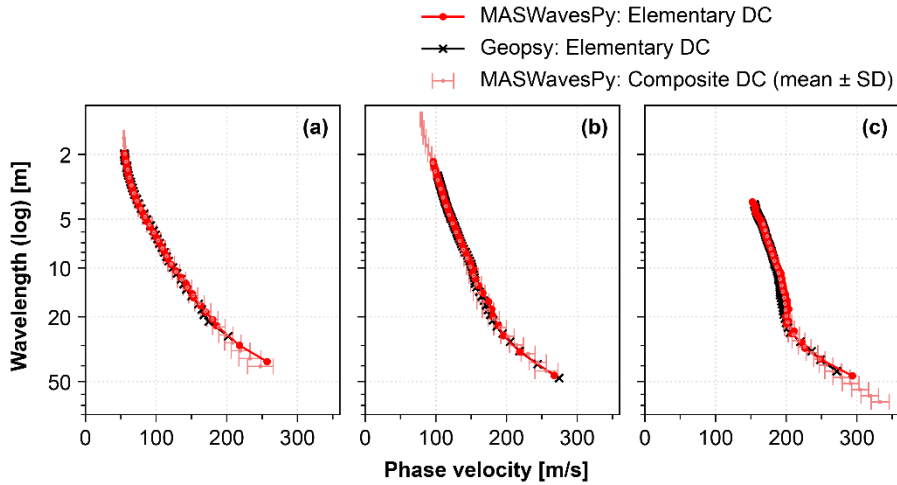 MASWavesPy: Elementary DC
Geopsy: Elementary DC
MASWavesPy: Composite DC (mean ± SD)
(a)
(b)
(c)
Wavelength (log) [m]
2
5
10
20
50
0
100
200
300
0
100
200
300
0
100
200
300
Phase velocity [m/s]